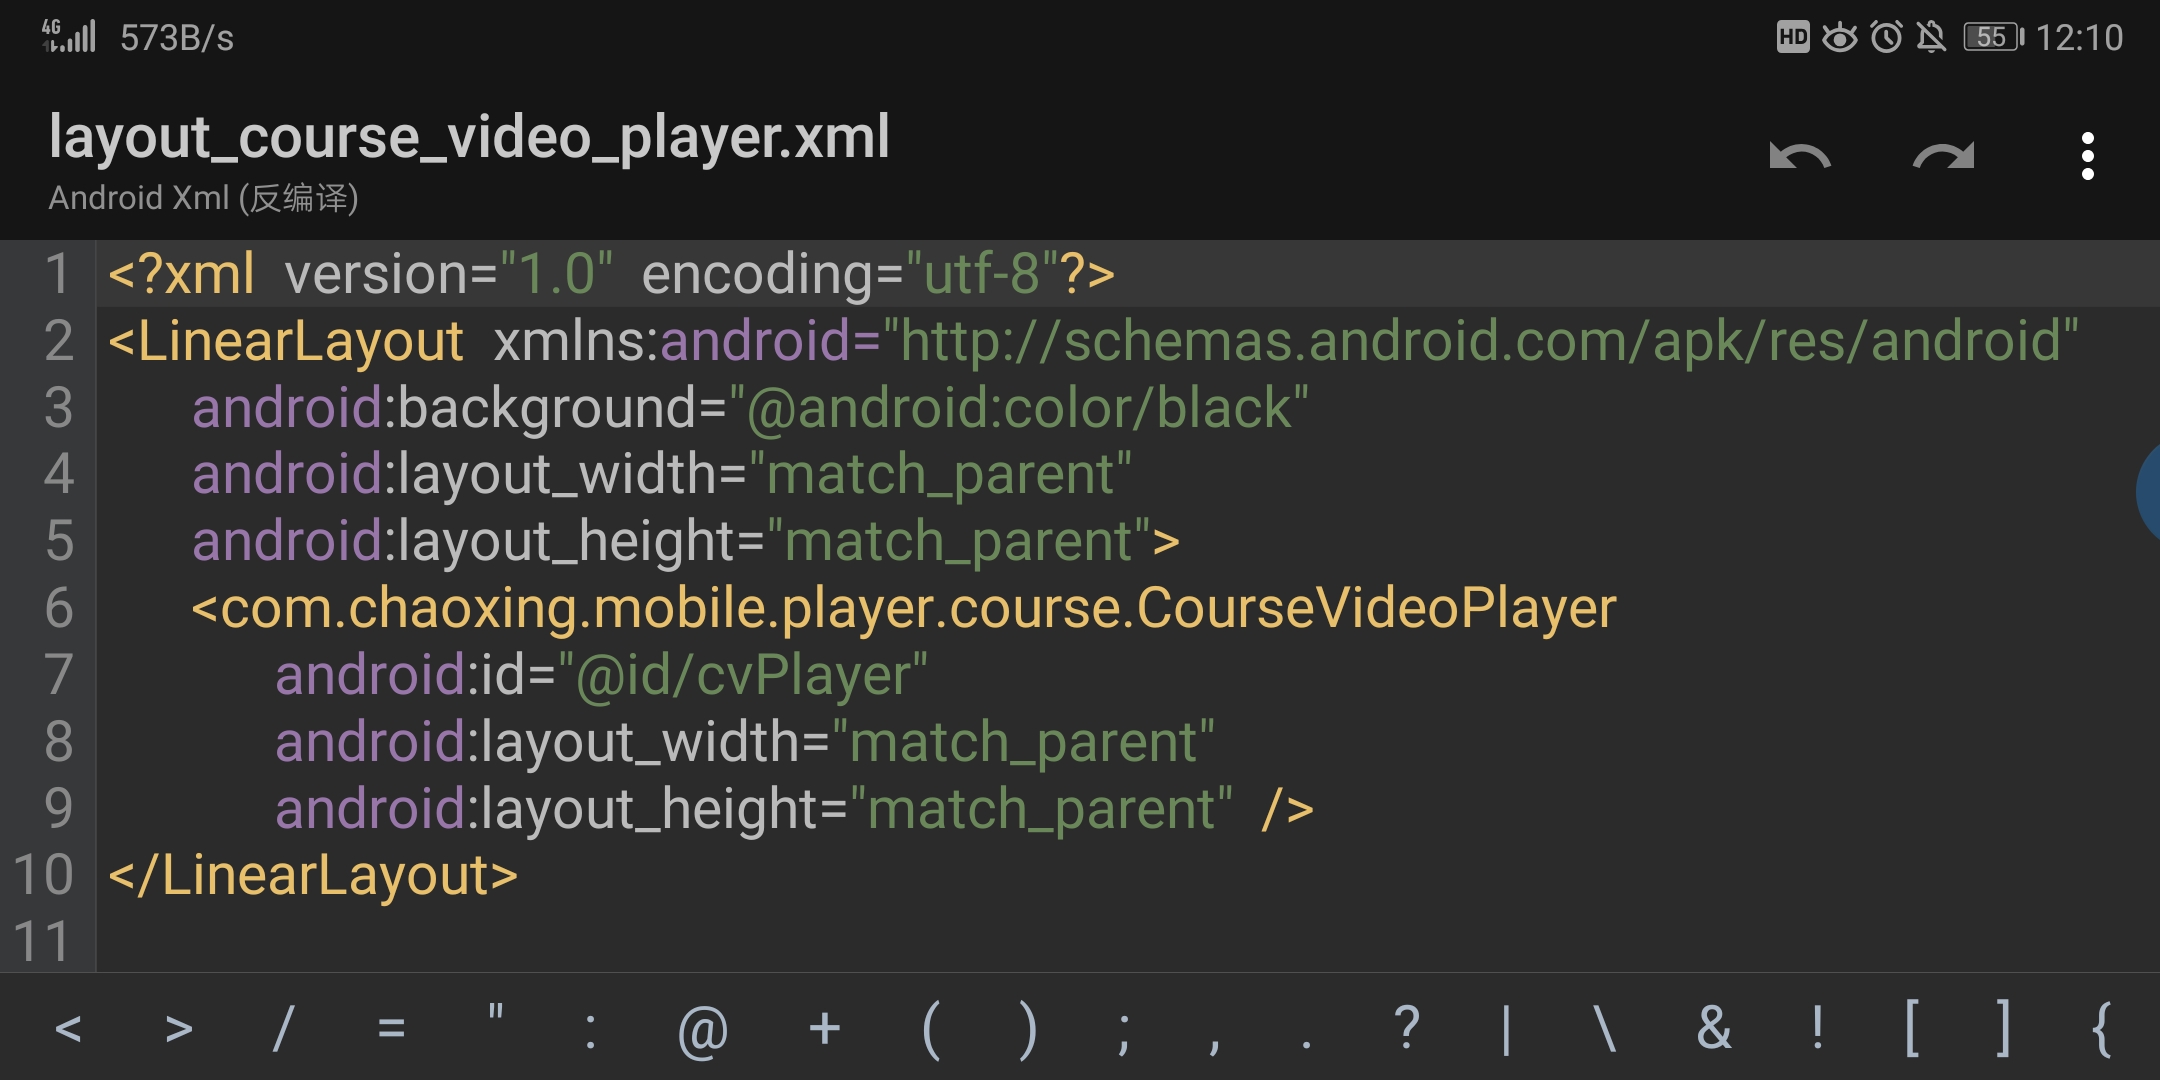 4G 573B/s HD 55 12:10
layout_course_video_player.xml
Android Xml (反编译)
1 <?xml version="1.0" encoding="utf-8"?>
2 <LinearLayout xmlns:android="http://schemas.android.com/apk/res/android"
3 android:background="@android:color/black"
4 android:layout_width="match_parent"
5 android:layout_height="match_parent">
6 <com.chaoxing.mobile.player.course.CourseVideoPlayer
7 android:id="@id/cvPlayer"
8 android:layout_width="match_parent"
9 android:layout_height="match_parent" />
10 </LinearLayout>
11
< > / = " : @ + ( ) ; , . ? | \ & ! [ ] {